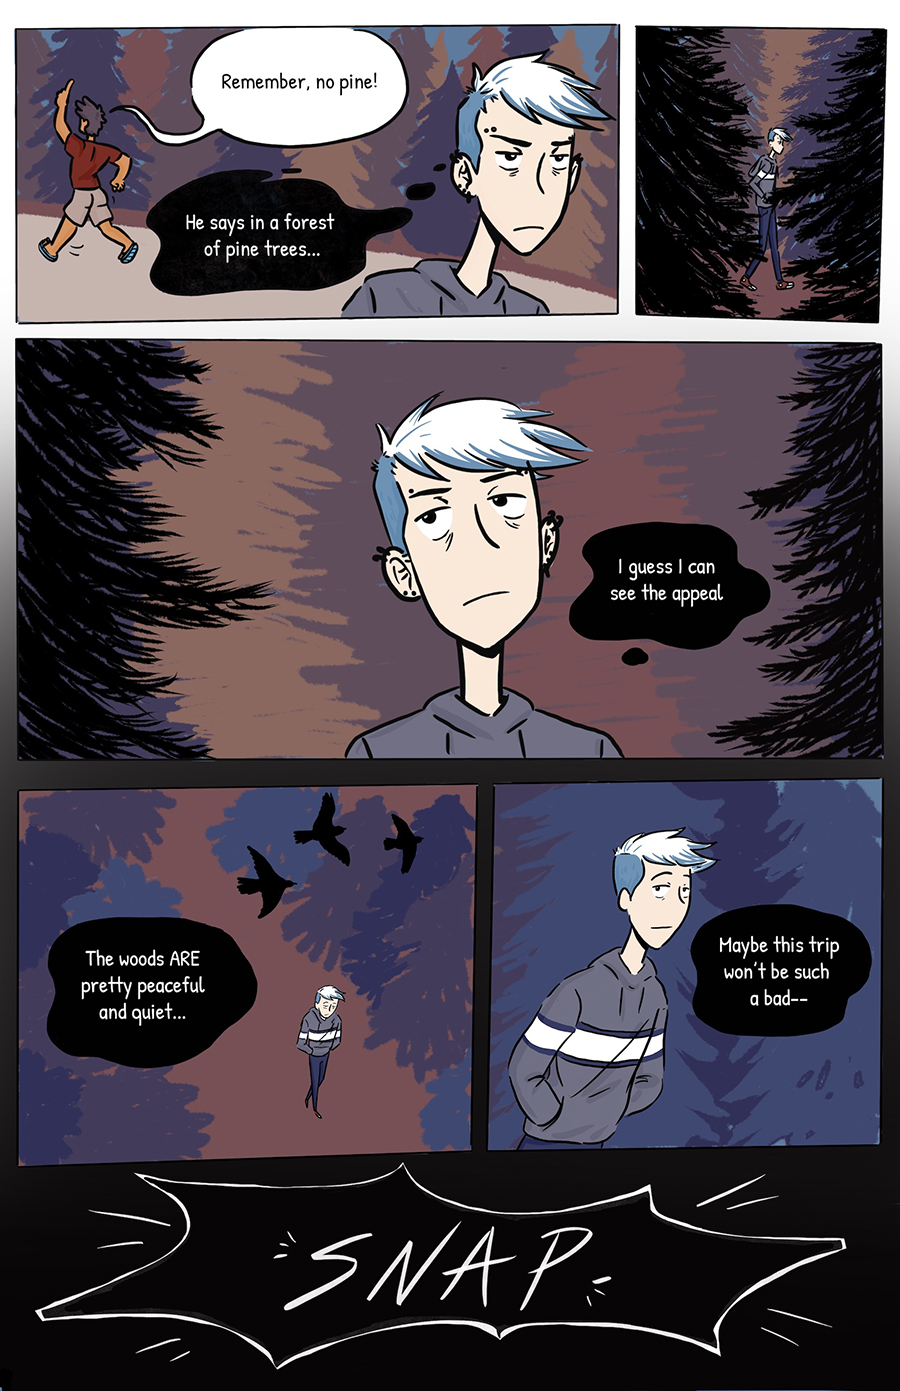 Remember, no pine!
He says in a forest
of pine trees...
I guess I can
see the appeal
The woods ARE
pretty peaceful
and quiet...
Maybe this trip
won't be such
a bad--
SNAP